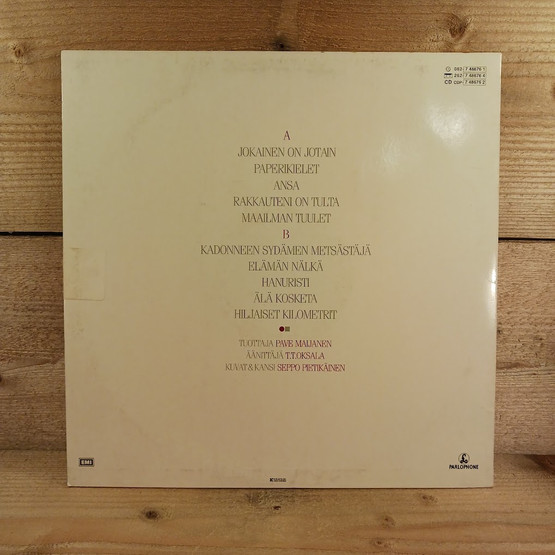 A
JOKAINEN ON JOTAIN
PAPERIKIELET
ANSA
RAKKAUTENI ON TULTA
MAAILMAN TUULET
B
KADONNEEN SYDÄMEN METSÄSTÄJÄ
ELÄMÄN NÄLKÄ
HANURISTI
ÄLÄ KOSKETA
HILJAISET KILOMETRIT
TUOTTAJA PAVE MAIJANEN
ÄÄNITTÄJÄ T.T.OKSALA
KUVAT & KANSI SEPPO PIETIKÄINEN
EMI
PARLOPHONE
CD